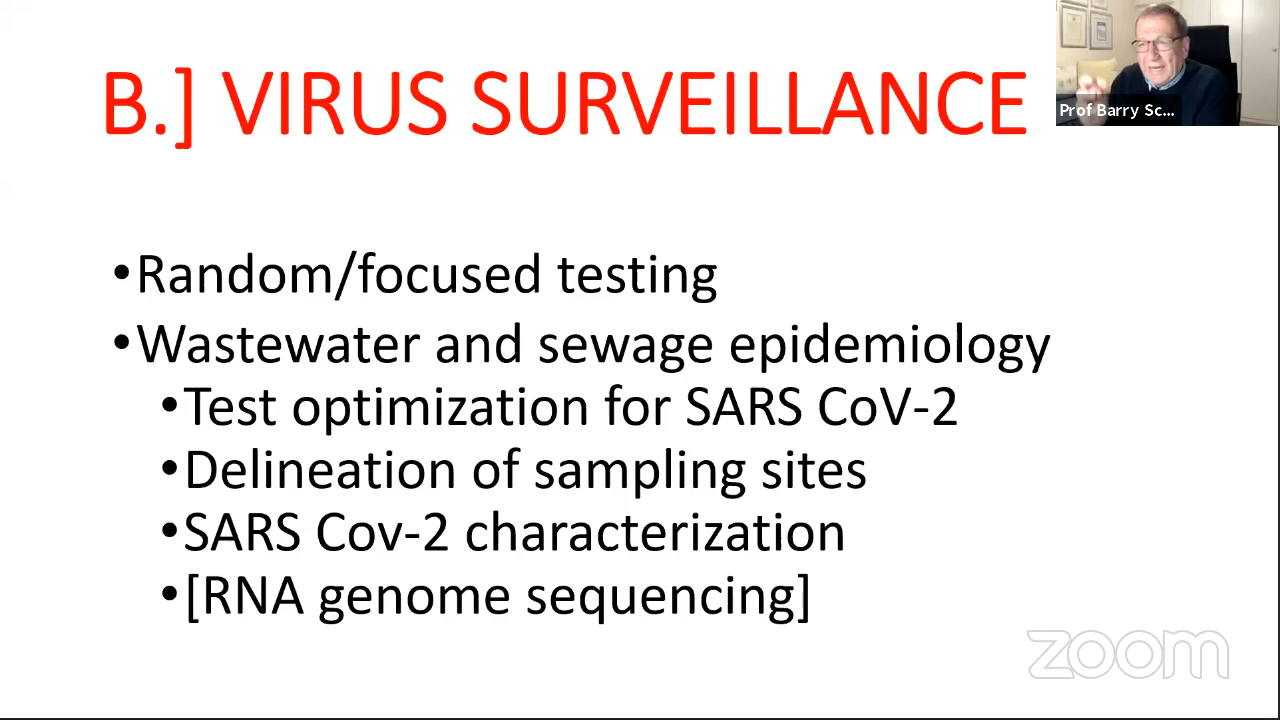 B.] VIRUS SURVEILLANCE
Prof Barry Sc...
•Random/focused testing
•Wastewater and sewage epidemiology
•Test optimization for SARS CoV-2
•Delineation of sampling sites
•SARS Cov-2 characterization
•[RNA genome sequencing]
zoom